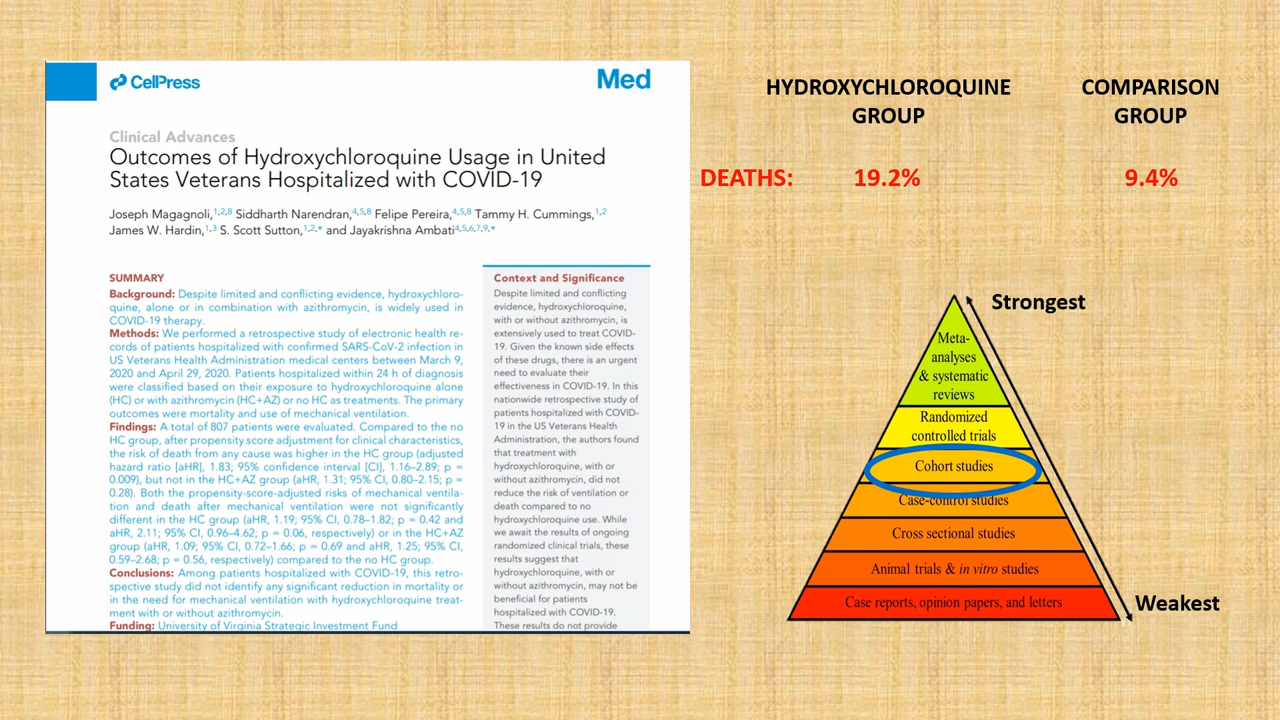 CellPress
Med
Clinical Advances
Outcomes of Hydroxychloroquine Usage in United
States Veterans Hospitalized with COVID-19
Joseph Magagnoli,1,2,8 Siddharth Narendran,4,5,8 Felipe Pereira,4,5,8 Tammy H. Cummings,1,2
James W. Hardin,1,3 S. Scott Sutton,1,2,* and Jayakrishna Ambati4,5,6,7,9,*
SUMMARY
Background: Despite limited and conflicting evidence, hydroxychloro-
quine, alone or in combination with azithromycin, is widely used in
COVID-19 therapy.
Methods: We performed a retrospective study of electronic health re-
cords of patients hospitalized with confirmed SARS-CoV-2 infection in
US Veterans Health Administration medical centers between March 9,
2020 and April 29, 2020. Patients hospitalized within 24 h of diagnosis
were classified based on their exposure to hydroxychloroquine alone
(HC) or with azithromycin (HC+AZ) or no HC as treatments. The primary
outcomes were mortality and use of mechanical ventilation.
Findings: A total of 807 patients were evaluated. Compared to the no
HC group, after propensity score adjustment for clinical characteristics,
the risk of death from any cause was higher in the HC group (adjusted
hazard ratio [aHR], 1.83; 95% confidence interval [CI], 1.16–2.89; p =
0.009), but not in the HC+AZ group (aHR, 1.31; 95% CI, 0.80–2.15; p =
0.28). Both the propensity-score-adjusted risks of mechanical ventila-
tion and death after mechanical ventilation were not significantly
different in the HC group (aHR, 1.19; 95% CI, 0.78–1.82; p = 0.42 and
aHR, 2.11; 95% CI, 0.96–4.62; p = 0.06, respectively) or in the HC+AZ
group (aHR, 1.09; 95% CI, 0.72–1.66; p = 0.69 and aHR, 1.25; 95% CI,
0.59–2.68; p = 0.56, respectively) compared to the no HC group.
Conclusions: Among patients hospitalized with COVID-19, this retro-
spective study did not identify any significant reduction in mortality or
in the need for mechanical ventilation with hydroxychloroquine treat-
ment with or without azithromycin.
Funding: University of Virginia Strategic Investment Fund
Context and Significance
Despite limited and conflicting
evidence, hydroxychloroquine,
with or without azithromycin, is
extensively used to treat COVID-
19. Given the known side effects
of these drugs, there is an urgent
need to evaluate their
effectiveness in COVID-19. In this
nationwide retrospective study of
patients hospitalized with COVID-
19 in the US Veterans Health
Administration, the authors found
that treatment with
hydroxychloroquine, with or
without azithromycin, did not
reduce the risk of ventilation or
death compared to no
hydroxychloroquine use. While
we await the results of ongoing
randomized clinical trials, these
results suggest that
hydroxychloroquine, with or
without azithromycin, may not be
beneficial for patients
hospitalized with COVID-19.
These results do not provide
HYDROXYCHLOROQUINE
GROUP
COMPARISON
GROUP
DEATHS: 19.2% 9.4%
Strongest
Meta-
analyses
& systematic
reviews
Randomized
controlled trials
Cohort studies
Case-control studies
Cross sectional studies
Animal trials & in vitro studies
Case reports, opinion papers, and letters
Weakest